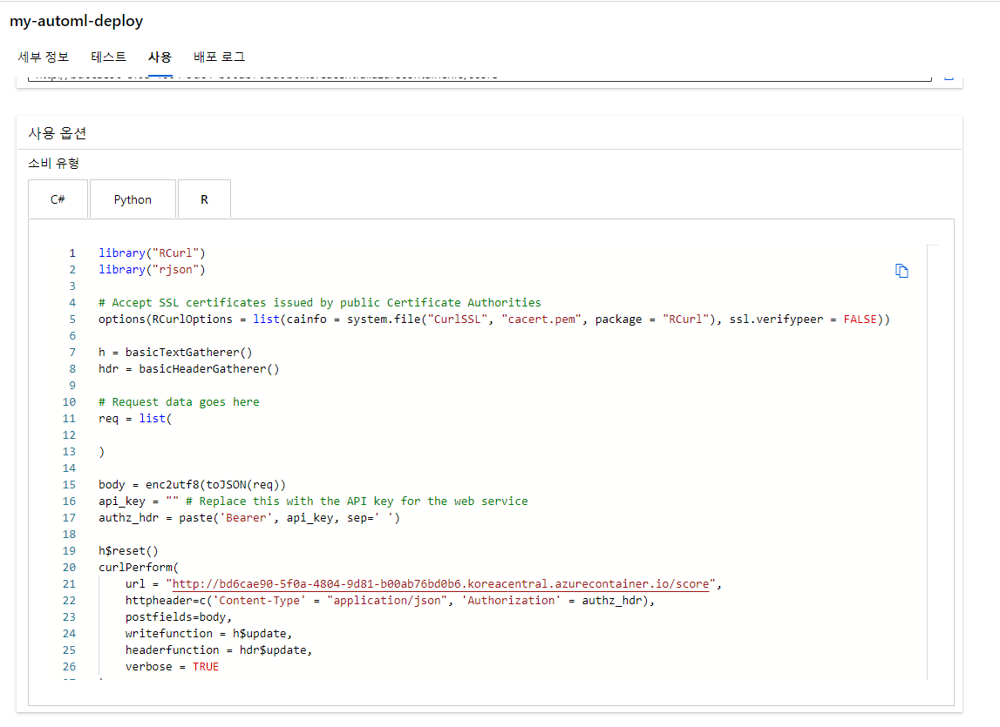 my-automl-deploy
세부 정보 테스트 사용 배포 로그
사용 옵션
소비 유형
C# Python R
1 library("RCurl")
2 library("rjson")
3
4 # Accept SSL certificates issued by public Certificate Authorities
5 options(RCurlOptions = list(cainfo = system.file("CurlSSL", "cacert.pem", package = "RCurl"), ssl.verifypeer = FALSE))
6
7 h = basicTextGatherer()
8 hdr = basicHeaderGatherer()
9
10 # Request data goes here
11 req = list(
12
13 )
14
15 body = enc2utf8(toJSON(req))
16 api_key = "" # Replace this with the API key for the web service
17 authz_hdr = paste('Bearer', api_key, sep=' ')
18
19 h$reset()
20 curlPerform(
21 url = "http://bd6cae90-5f0a-4804-9d81-b00ab76bd0b6.koreacentral.azurecontainer.io/score",
22 httpheader=c('Content-Type' = "application/json", 'Authorization' = authz_hdr),
23 postfields=body,
24 writefunction = h$update,
25 headerfunction = hdr$update,
26 verbose = TRUE